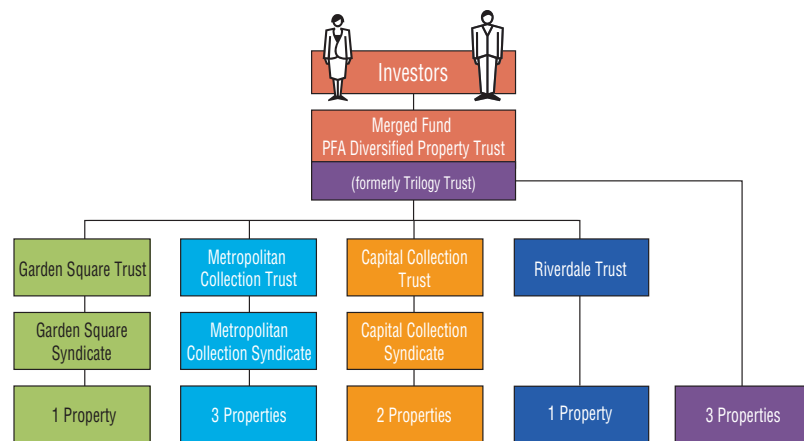 Investors
Merged Fund
PFA Diversified Property Trust
(formerly Trilogy Trust)
Garden Square Trust
Metropolitan
Collection Trust
Capital Collection
Trust
Riverdale Trust
Garden Square
Syndicate
Metropolitan
Collection Syndicate
Capital Collection
Syndicate
1 Property
3 Properties
2 Properties
1 Property
3 Properties